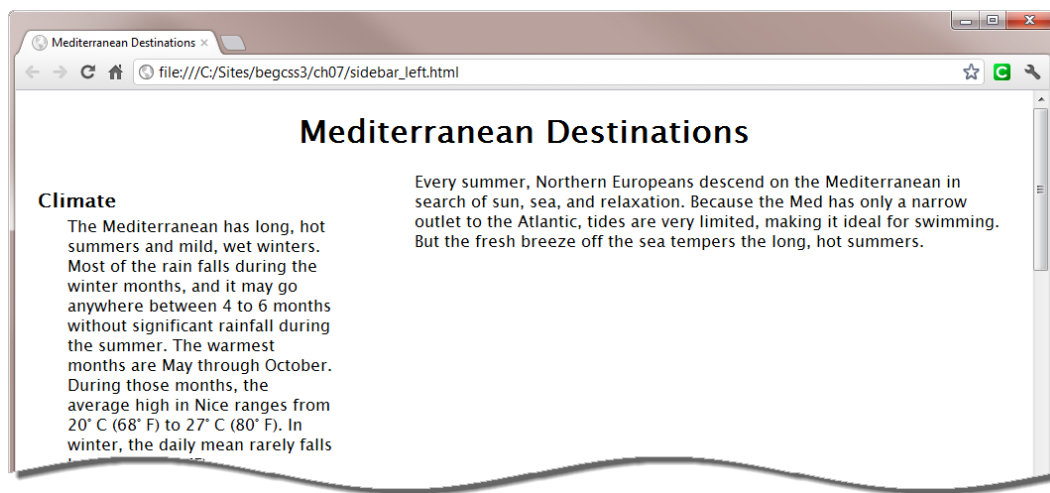 Mediterranean Destinations
file:///C:/Sites/begcss3/ch07/sidebar_left.html
Mediterranean Destinations
Climate
The Mediterranean has long, hot
summers and mild, wet winters.
Most of the rain falls during the
winter months, and it may go
anywhere between 4 to 6 months
without significant rainfall during
the summer. The warmest
months are May through October.
During those months, the
average high in Nice ranges from
20° C (68° F) to 27° C (80° F). In
winter, the daily mean rarely falls
Every summer, Northern Europeans descend on the Mediterranean in
search of sun, sea, and relaxation. Because the Med has only a narrow
outlet to the Atlantic, tides are very limited, making it ideal for swimming.
But the fresh breeze off the sea tempers the long, hot summers.